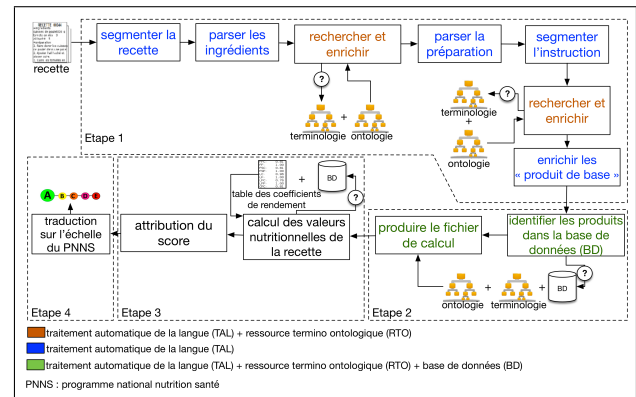 segmenter la
recette
parser les
ingrédients
rechercher et
enrichir
parser la
préparation
segmenter
l'instruction
recette
?
terminologie
+
ontologie
Etape 1
?
terminologie
+
ontologie
rechercher et
enrichir
enrichir les
« produit de base »
A B C D E
traduction
sur l'échelle
du PNNS
Etape 4
attribution du
score
table des coefficients
de rendement
+
BD
?
calcul des valeurs
nutritionnelles de
la recette
Etape 3
produire le fichier
de calcul
identifier les produits
dans la base de
données (BD)
?
ontologie
+
terminologie
+
BD
Etape 2
traitement automatique de la langue (TAL) + ressource termino ontologique (RTO)
traitement automatique de la langue (TAL)
traitement automatique de la langue (TAL) + ressource termino ontologique (RTO) + base de données (BD)
PNNS : programme national nutrition santé